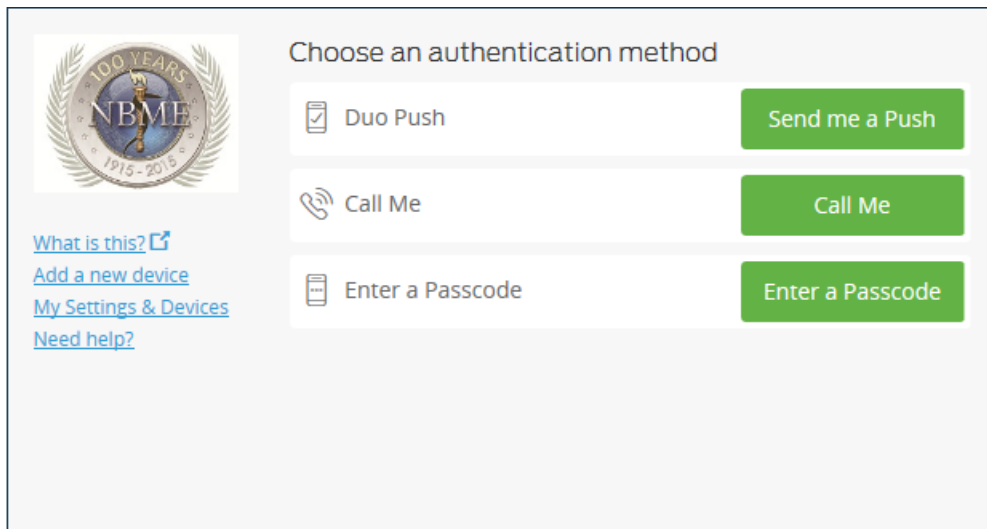 100 YEARS
NBME
1915-2015
What is this?
Add a new device
My Settings & Devices
Need help?
Choose an authentication method
Duo Push
Send me a Push
Call Me
Call Me
Enter a Passcode
Enter a Passcode